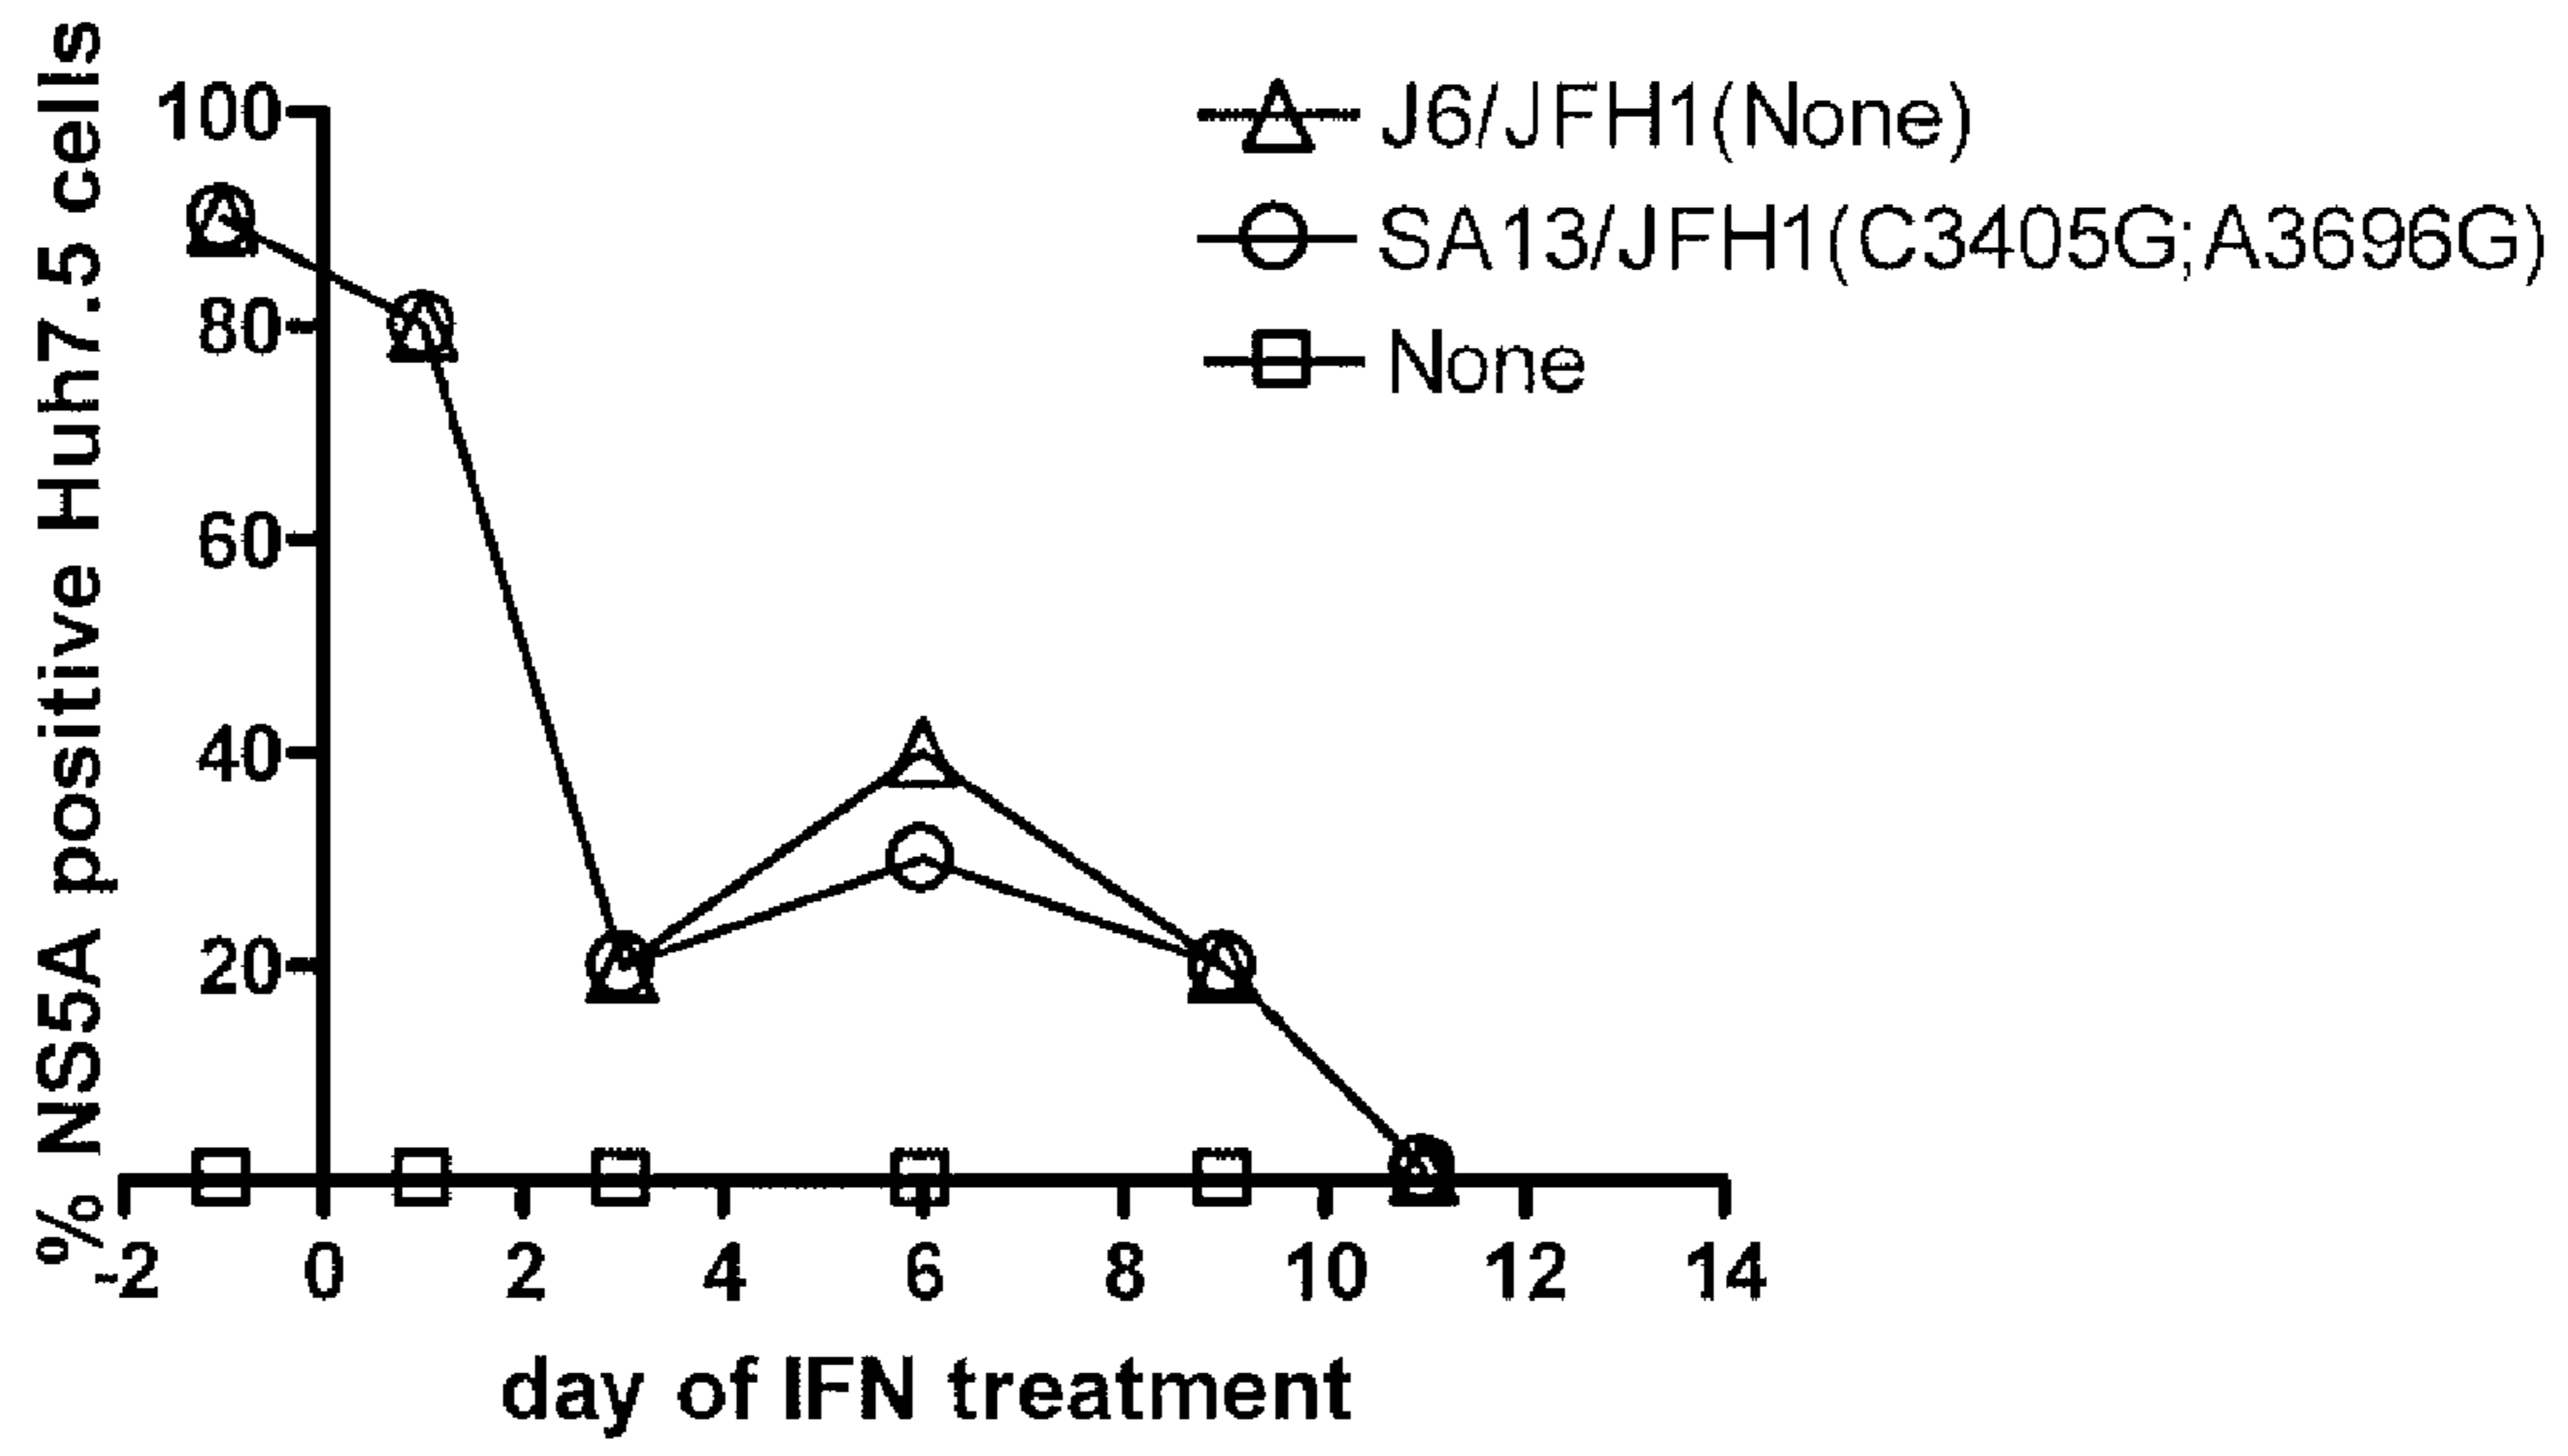 % NS5A positive Huh7.5 cells
100
80
60
40
20
J6/JFH1(None)
SA13/JFH1(C3405G;A3696G)
None
-2 0 2 4 6 8 10 12 14
day of IFN treatment